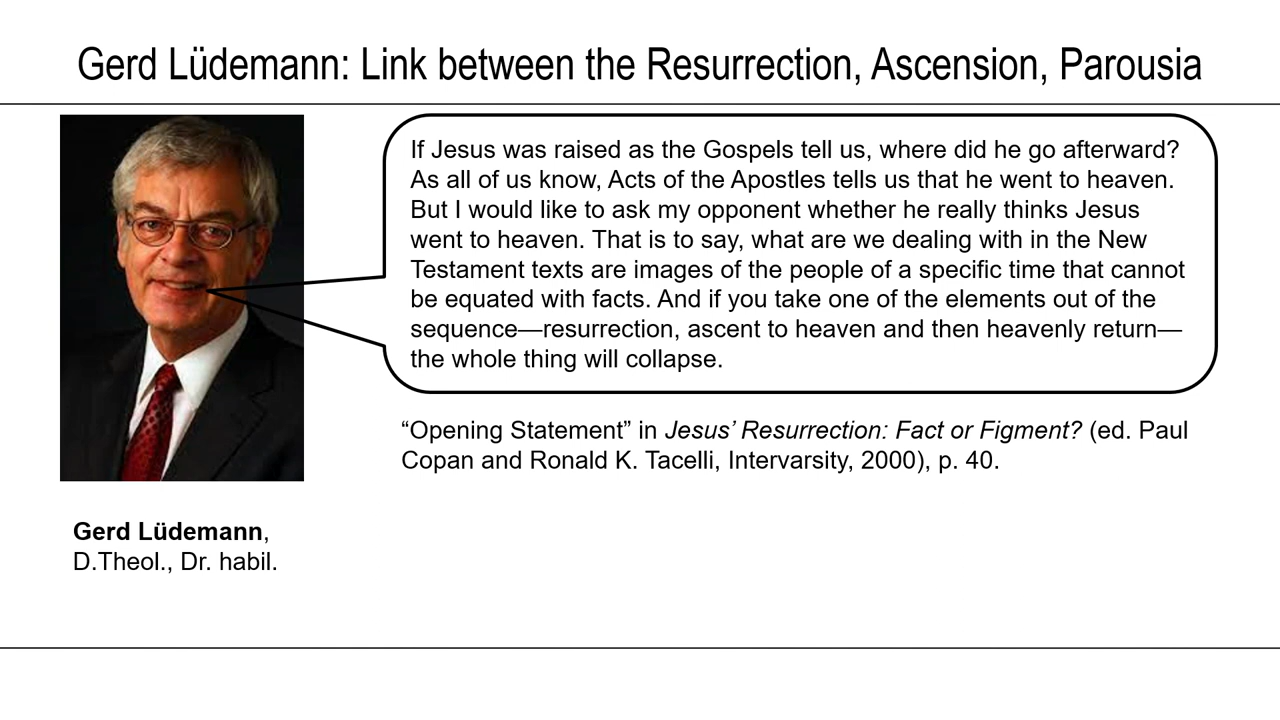 Gerd Lüdemann: Link between the Resurrection, Ascension, Parousia
If Jesus was raised as the Gospels tell us, where did he go afterward?
As all of us know, Acts of the Apostles tells us that he went to heaven.
But I would like to ask my opponent whether he really thinks Jesus
went to heaven. That is to say, what are we dealing with in the New
Testament texts are images of the people of a specific time that cannot
be equated with facts. And if you take one of the elements out of the
sequence—resurrection, ascent to heaven and then heavenly return—
the whole thing will collapse.
“Opening Statement” in Jesus’ Resurrection: Fact or Figment? (ed. Paul
Copan and Ronald K. Tacelli, Intervarsity, 2000), p. 40.
Gerd Lüdemann,
D.Theol., Dr. habil.